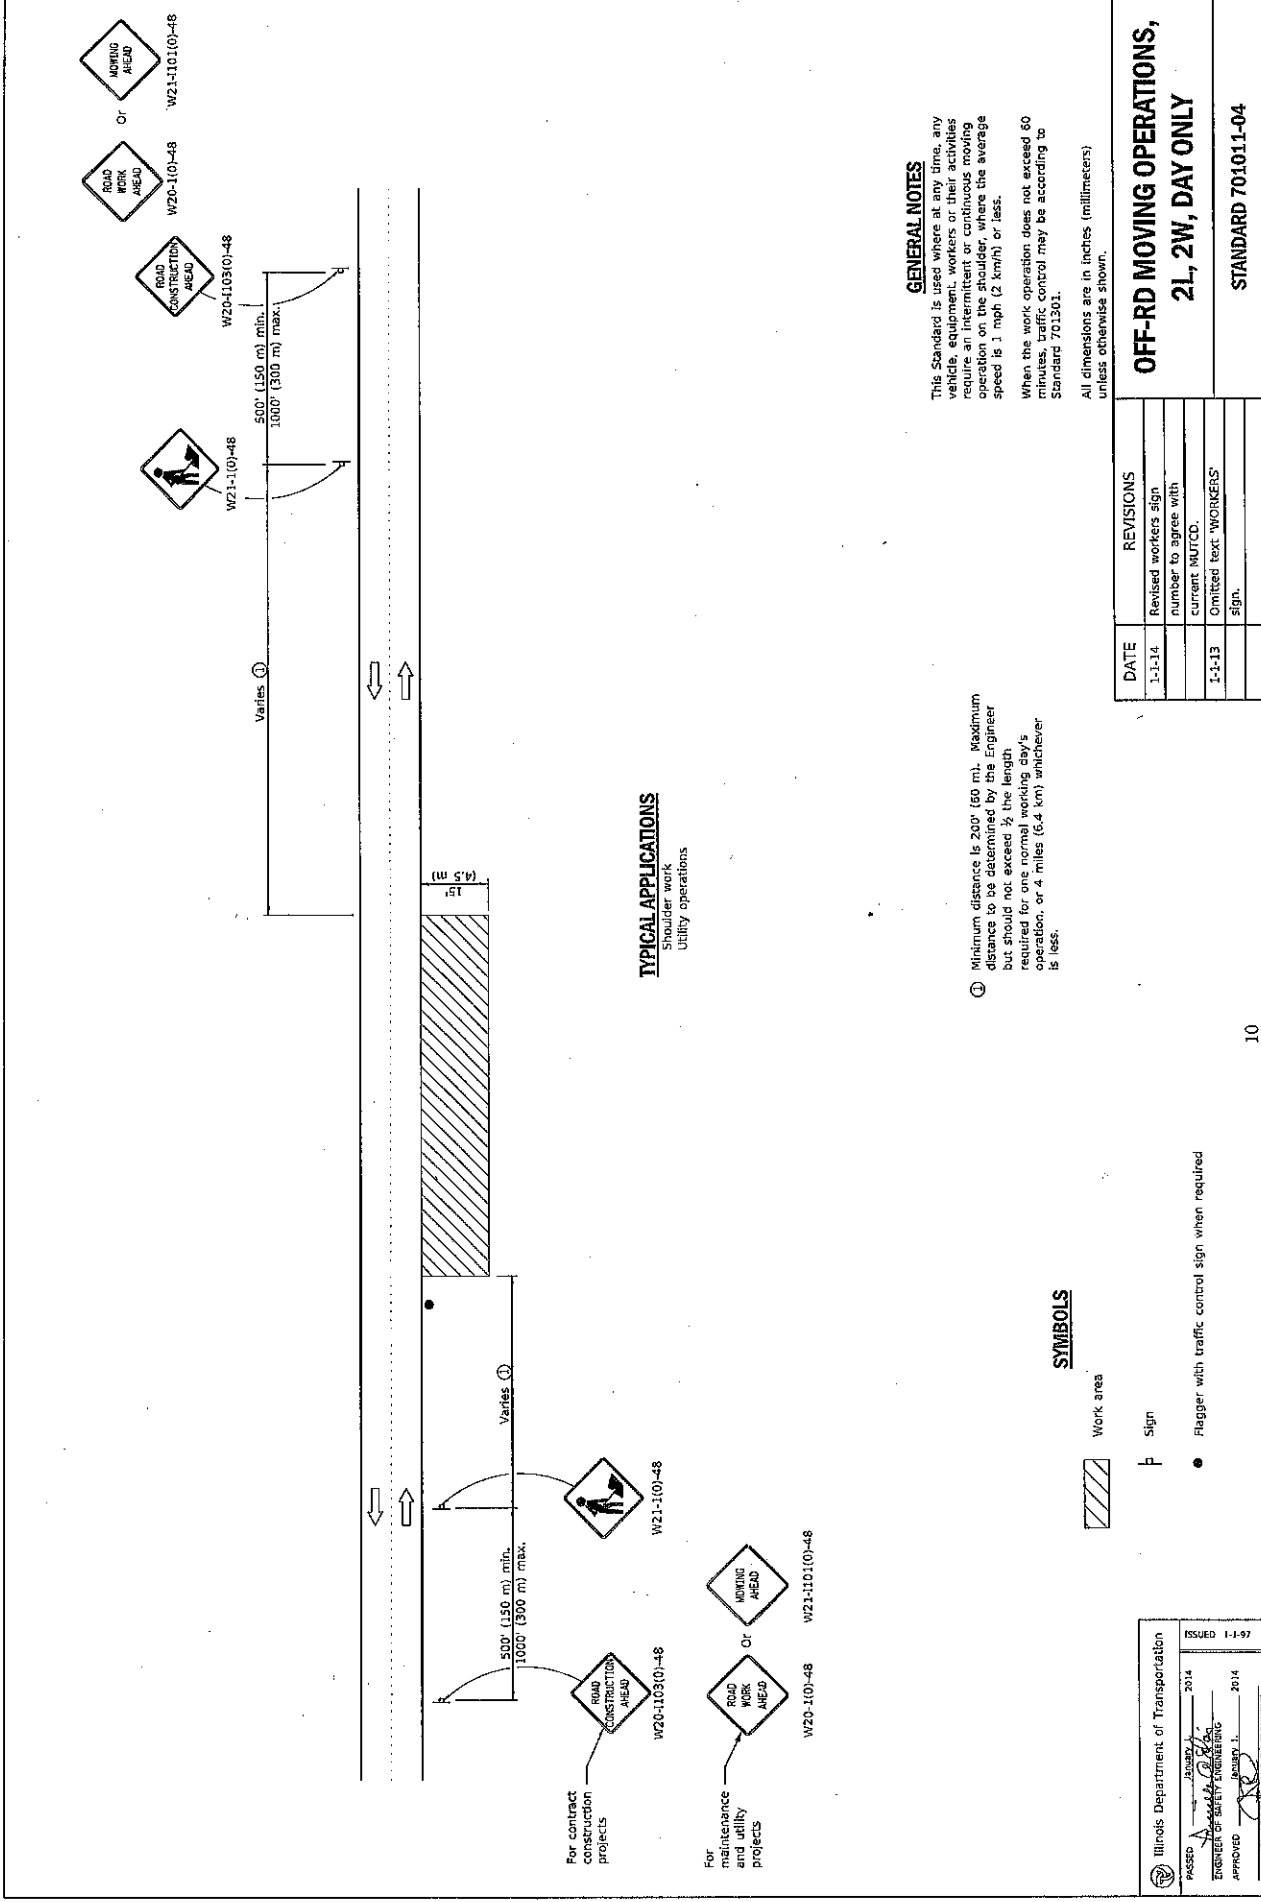 MOWING
AHEAD
W21-I101(0)-48
Or
ROAD
WORK
AHEAD
W20-1(0)-48
ROAD
CONSTRUCTION
AHEAD
W20-I103(0)-48
500' (150 m) min.
1000' (300 m) max.
W21-1(0)-48
Varies ①
15'
(4.5 m)
Varies ①
500' (150 m) min.
1000' (300 m) max.
W21-1(0)-48
ROAD
CONSTRUCTION
AHEAD
W20-I103(0)-48
For contract
construction
projects
ROAD
WORK
AHEAD
W20-1(0)-48
Or
MOWING
AHEAD
W21-I101(0)-48
For
maintenance
and utility
projects
TYPICAL APPLICATIONS
Shoulder work
Utility operations
SYMBOLS
Work area
Sign
Flagger with traffic control sign when required
① Minimum distance is 200' (60 m). Maximum
distance to be determined by the Engineer
but should not exceed ½ the length
required for one normal working day's
operation, or 4 miles (6.4 km) whichever
is less.
GENERAL NOTES
This Standard is used where at any time, any
vehicle, equipment, workers or their activities
require an intermittent or continuous moving
operation on the shoulder, where the average
speed is 1 mph (2 km/h) or less.
When the work operation does not exceed 60
minutes, traffic control may be according to
Standard 701301.
All dimensions are in inches (millimeters)
unless otherwise shown.
Illinois Department of Transportation
PASSED January 1, 2014
ENGINEER OF SAFETY ENGINEERING
APPROVED January 1, 2014
ISSUED 1-1-97
10
DATE REVISIONS
1-1-14 Revised workers sign
number to agree with
current MUTCD.
1-1-13 Omitted text 'WORKERS'
sign.
OFF-RD MOVING OPERATIONS,
2L, 2W, DAY ONLY
STANDARD 701011-04